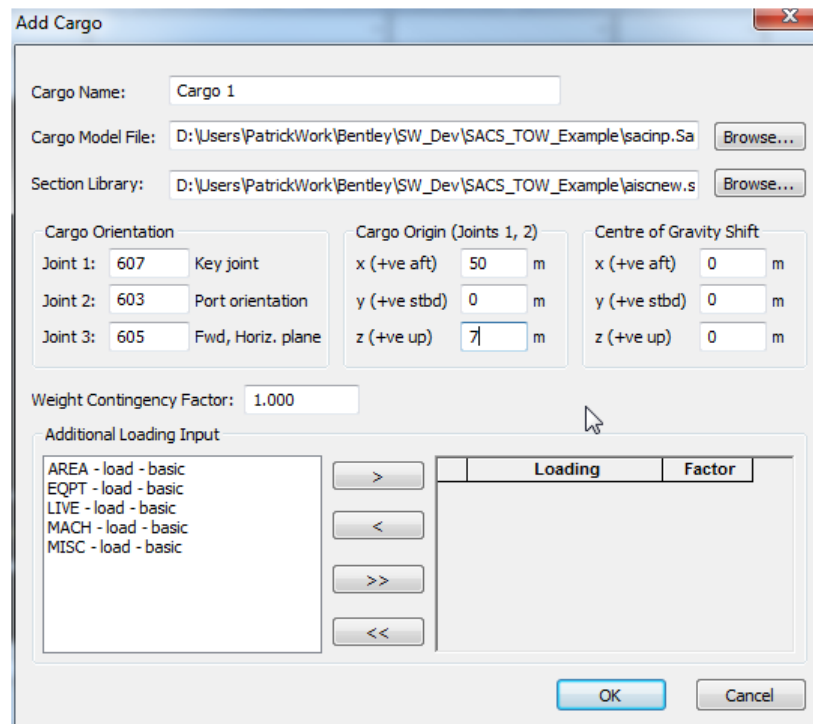 Add Cargo
X
Cargo Name: Cargo 1
Cargo Model File: D:\Users\PatrickWork\Bentley\SW_Dev\SACS_TOW_Example\sacinp.Sa Browse...
Section Library: D:\Users\PatrickWork\Bentley\SW_Dev\SACS_TOW_Example\aiscnew.s Browse...
Cargo Orientation Cargo Origin (Joints 1, 2) Centre of Gravity Shift
Joint 1: 607 Key joint x (+ve aft) 50 m x (+ve aft) 0 m
Joint 2: 603 Port orientation y (+ve stbd) 0 m y (+ve stbd) 0 m
Joint 3: 605 Fwd, Horiz. plane z (+ve up) 7 m z (+ve up) 0 m
Weight Contingency Factor: 1.000
Additional Loading Input
AREA - load - basic
EQPT - load - basic
LIVE - load - basic
MACH - load - basic
MISC - load - basic
>
<
>>
<<
Loading Factor
OK Cancel